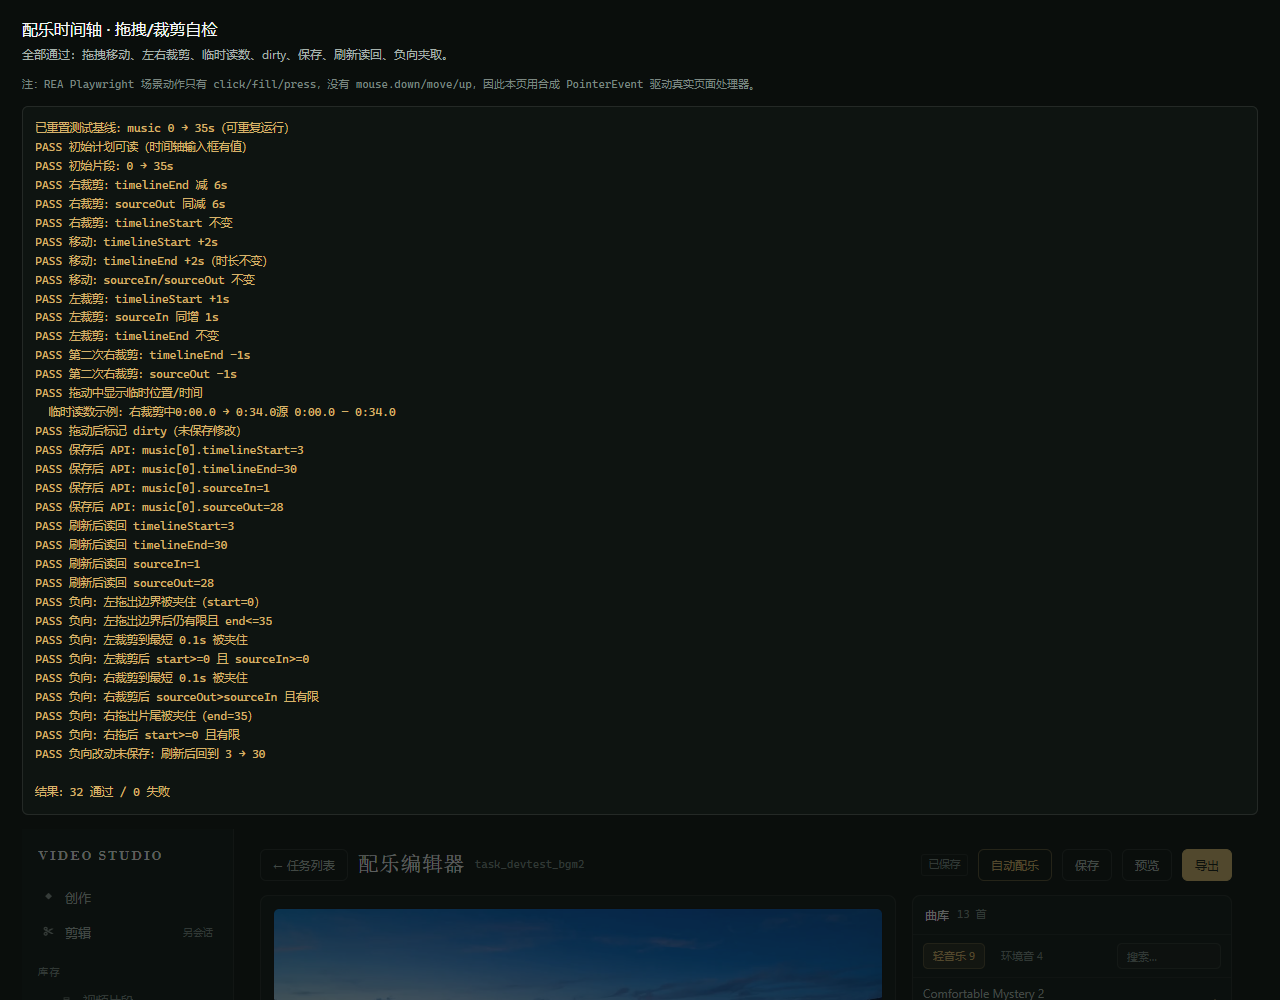 配乐时间轴 · 拖拽/裁剪自检
全部通过：拖拽移动、左右裁剪、临时读数、dirty、保存、刷新读回、负向夹取。
注：REA Playwright 场景动作只有 click/fill/press，没有 mouse.down/move/up，因此本页用合成 PointerEvent 驱动真实页面处理器。
已重置测试基线：music 0 → 35s（可重复运行）
PASS 初始计划可读（时间轴输入框有值）
PASS 初始片段：0 → 35s
PASS 右裁剪：timelineEnd 减 6s
PASS 右裁剪：sourceOut 同减 6s
PASS 右裁剪：timelineStart 不变
PASS 移动：timelineStart +2s
PASS 移动：timelineEnd +2s（时长不变）
PASS 移动：sourceIn/sourceOut 不变
PASS 左裁剪：timelineStart +1s
PASS 左裁剪：sourceIn 同增 1s
PASS 左裁剪：timelineEnd 不变
PASS 第二次右裁剪：timelineEnd −1s
PASS 第二次右裁剪：sourceOut −1s
PASS 拖动中显示临时位置/时间
临时读数示例：右裁剪中0:00.0 → 0:34.0源 0:00.0 – 0:34.0
PASS 拖动后标记 dirty（未保存修改）
PASS 保存后 API：music[0].timelineStart=3
PASS 保存后 API：music[0].timelineEnd=30
PASS 保存后 API：music[0].sourceIn=1
PASS 保存后 API：music[0].sourceOut=28
PASS 刷新后读回 timelineStart=3
PASS 刷新后读回 timelineEnd=30
PASS 刷新后读回 sourceIn=1
PASS 刷新后读回 sourceOut=28
PASS 负向：左拖出边界被夹住（start=0）
PASS 负向：左拖出边界后仍有限且 end<=35
PASS 负向：左裁剪到最短 0.1s 被夹住
PASS 负向：左裁剪后 start>=0 且 sourceIn>=0
PASS 负向：右裁剪到最短 0.1s 被夹住
PASS 负向：右裁剪后 sourceOut>sourceIn 且有限
PASS 负向：右拖出片尾被夹住（end=35）
PASS 负向：右拖后 start>=0 且有限
PASS 负向改动未保存：刷新后回到 3 → 30
结果：32 通过 / 0 失败
VIDEO STUDIO
← 任务列表 配乐编辑器 task_devtest_bgm2 已保存 自动配乐 保存 预览 导出
创作
剪辑 另会话
库存
视频片段
曲库 13 首
轻音乐 9 环境音 4 搜索…
Comfortable Mystery 2